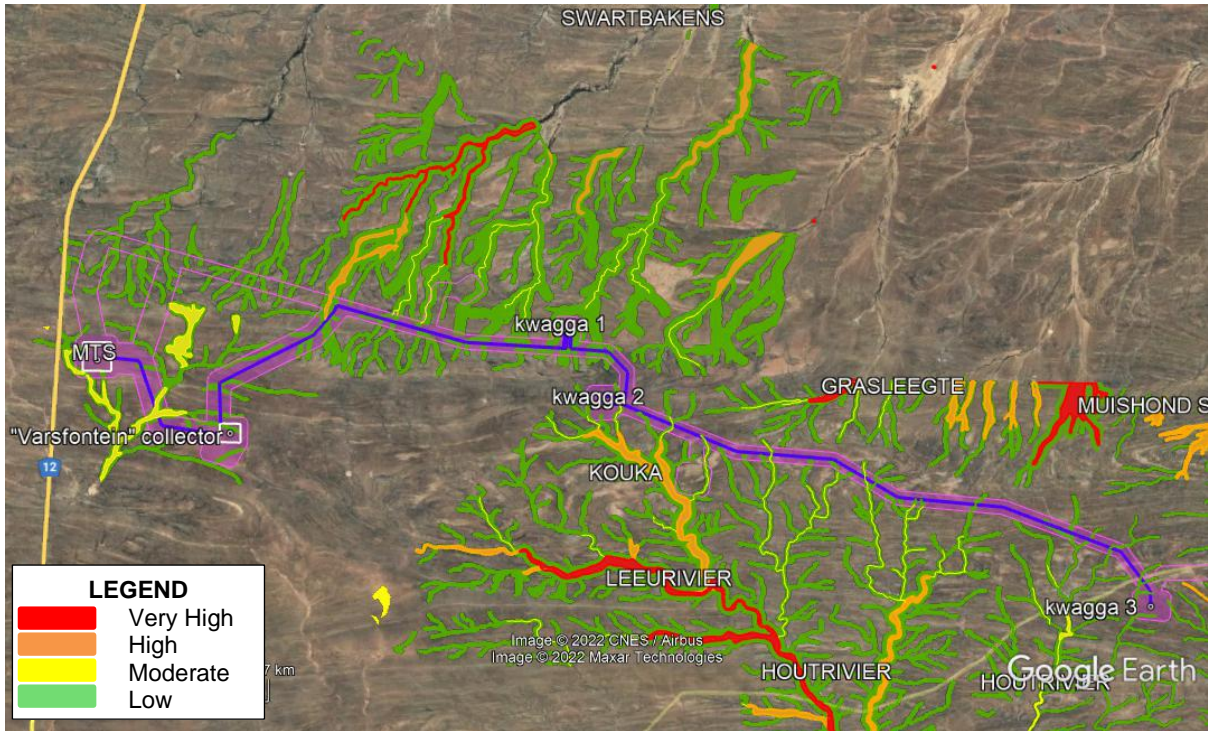 SWARTBAKENS
kwagga 1
MTS
kwagga 2
GRASLEEGTE
MUISHOND S
"Varsfontein" collector
12
KOUKA
LEEURIVIER
kwagga 3
Image © 2022 CNES / Airbus
Image © 2022 Maxar Technologies
HOUTRIVIER
Google Earth
HOUTRIVIER
7 km
LEGEND
Very High
High
Moderate
Low